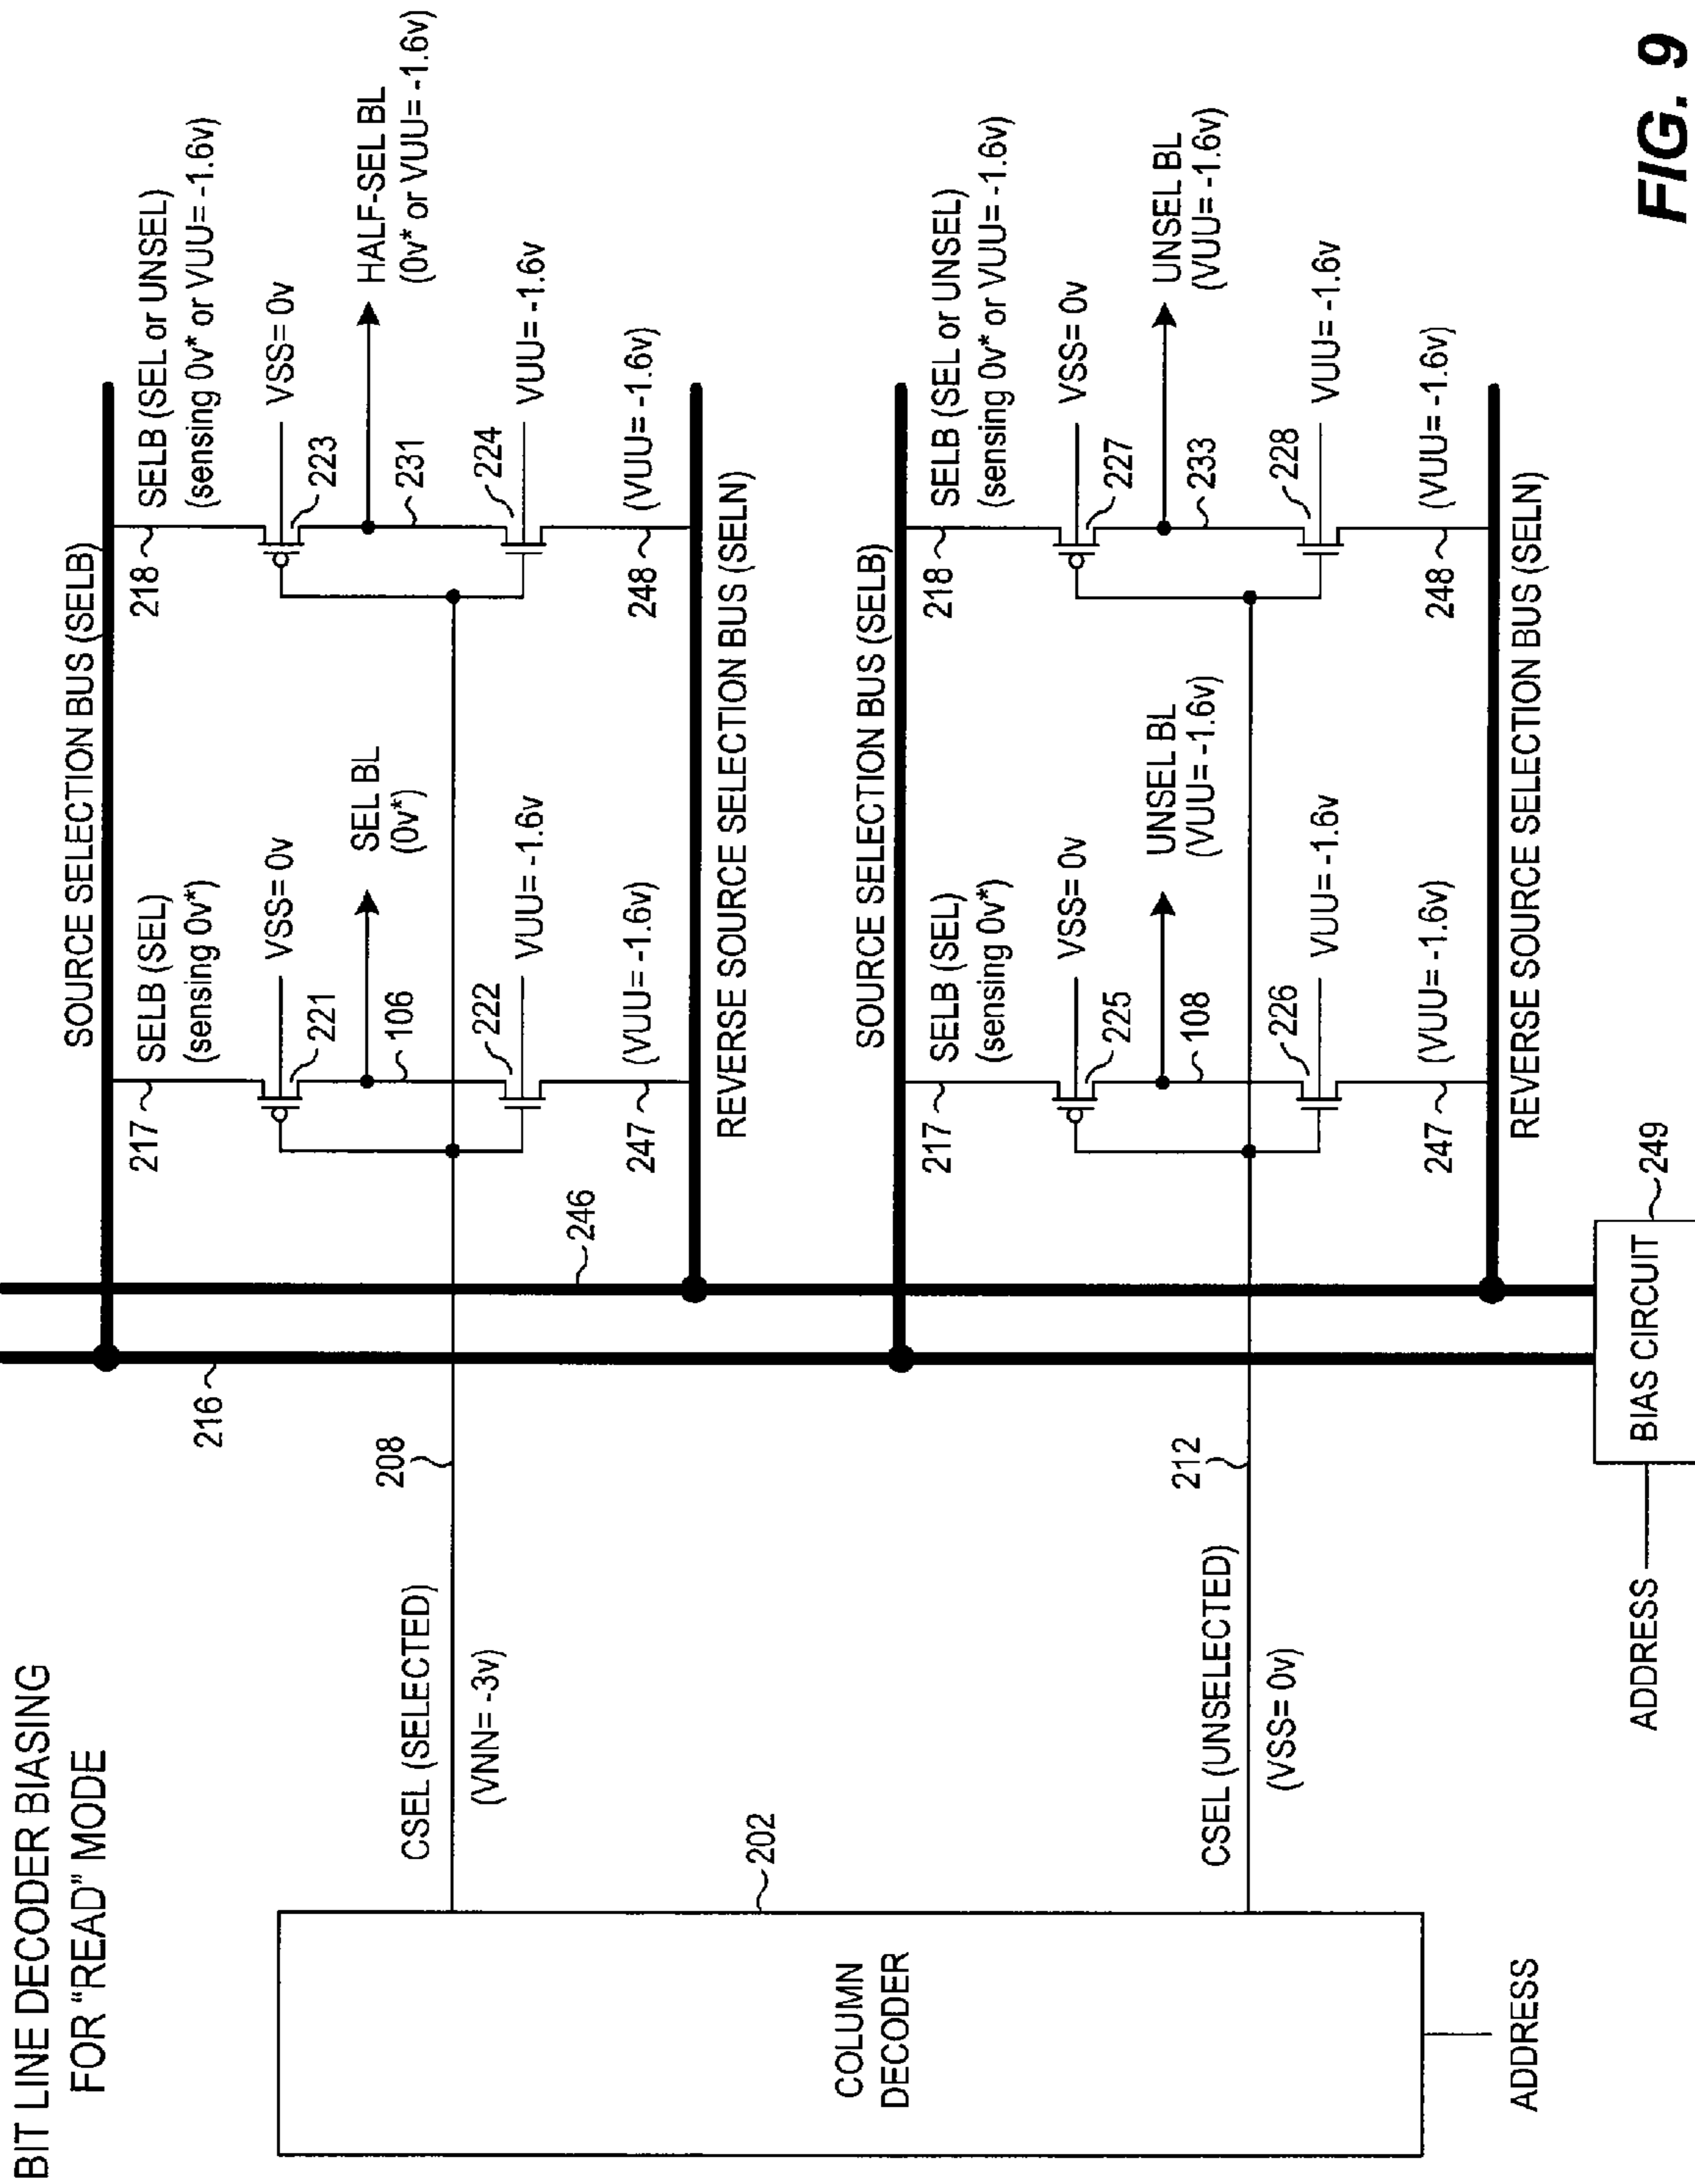 BIT LINE DECODER BIASING
FOR "READ" MODE
COLUMN
DECODER
202
ADDRESS
CSEL (SELECTED)
(VNN= -3v)
208
CSEL (UNSELECTED)
(VSS= 0v)
212
216
246
ADDRESS
BIAS CIRCUIT
249
SOURCE SELECTION BUS (SELB)
217
SELB (SEL)
(sensing 0v*)
VSS= 0v
221
SEL BL
(0v*)
106
222
VUU= -1.6v
247
(VUU= -1.6v)
218
SELB (SEL or UNSEL)
(sensing 0v* or VUU= -1.6v)
VSS= 0v
223
HALF-SEL BL
(0v* or VUU= -1.6v)
231
224
VUU= -1.6v
248
(VUU= -1.6v)
REVERSE SOURCE SELECTION BUS (SELN)
SOURCE SELECTION BUS (SELB)
217
SELB (SEL)
(sensing 0v*)
VSS= 0v
225
UNSEL BL
(VUU= -1.6v)
108
226
VUU= -1.6v
247
(VUU= -1.6v)
218
SELB (SEL or UNSEL)
(sensing 0v* or VUU= -1.6v)
VSS= 0v
227
UNSEL BL
(VUU= -1.6v)
233
228
VUU= -1.6v
248
(VUU= -1.6v)
REVERSE SOURCE SELECTION BUS (SELN)
FIG. 9